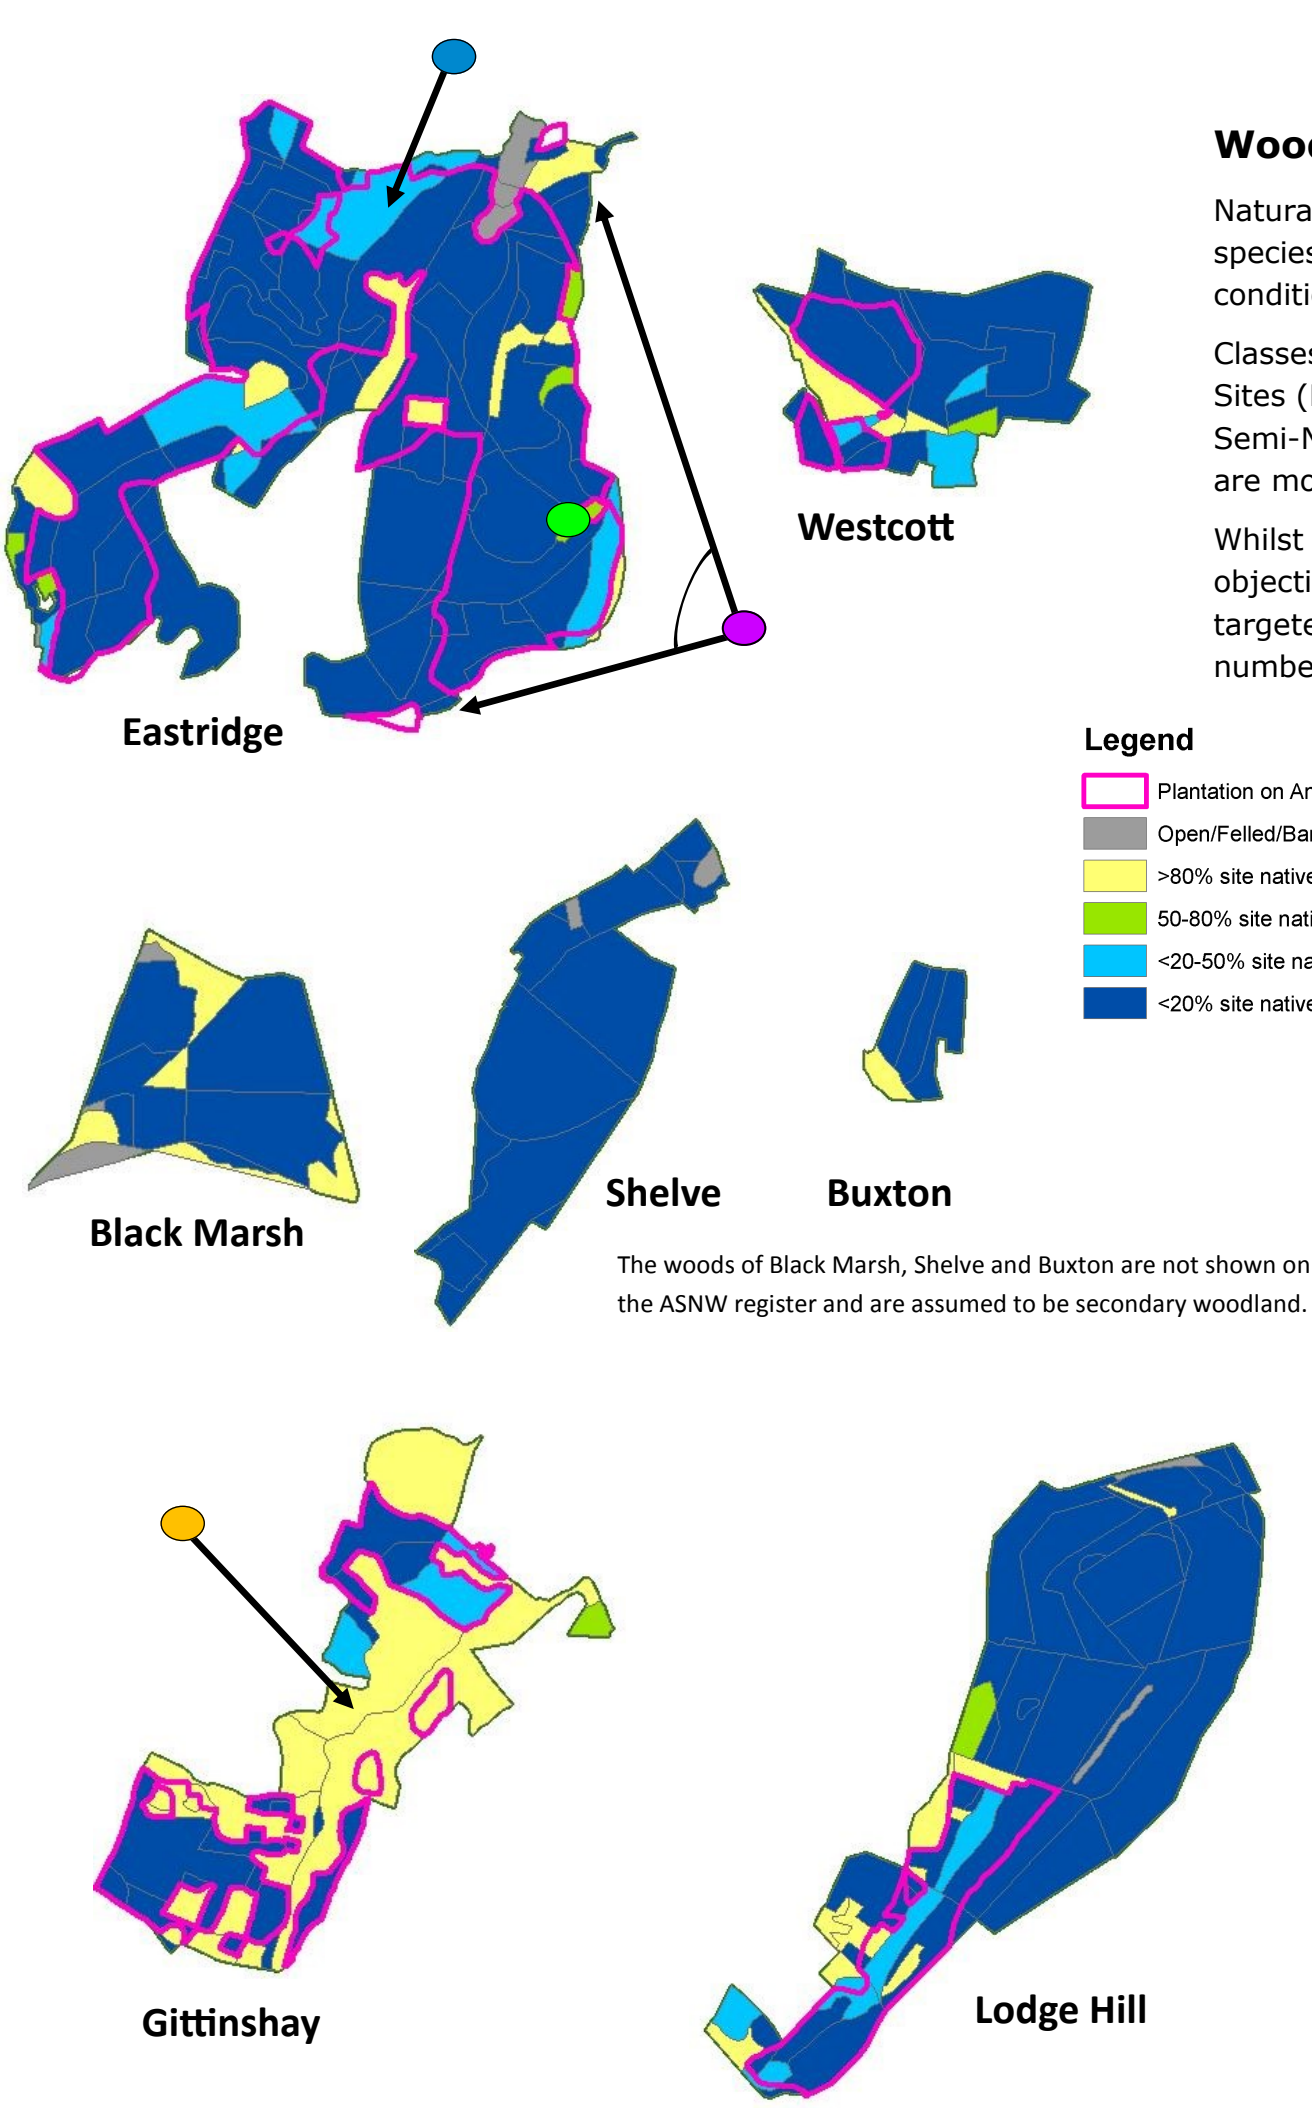 Wood
Natura
species
conditi
Classes
Sites (
Semi-N
are mo
Whilst
objecti
targete
numbe
Westcott
Eastridge
Legend
Plantation on An
Open/Felled/Bar
>80% site native
50-80% site nati
<20-50% site na
<20% site native
Black Marsh
Shelve
Buxton
The woods of Black Marsh, Shelve and Buxton are not shown on
the ASNW register and are assumed to be secondary woodland.
Gittinshay
Lodge Hill